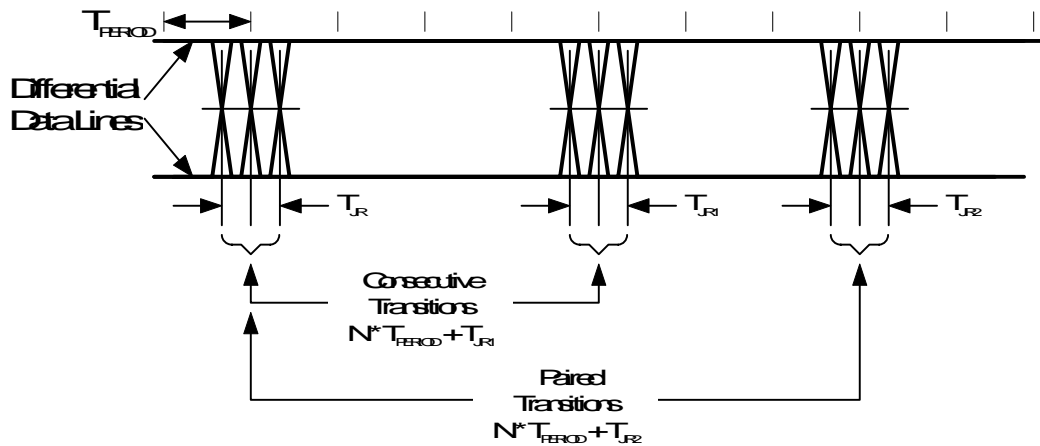 TPERIOD
Differential
Data Lines
TJR
TJR1
TJR2
Consecutive
Transitions
N* TPERIOD + TJR1
Paired
Transitions
N* TPERIOD + TJR2